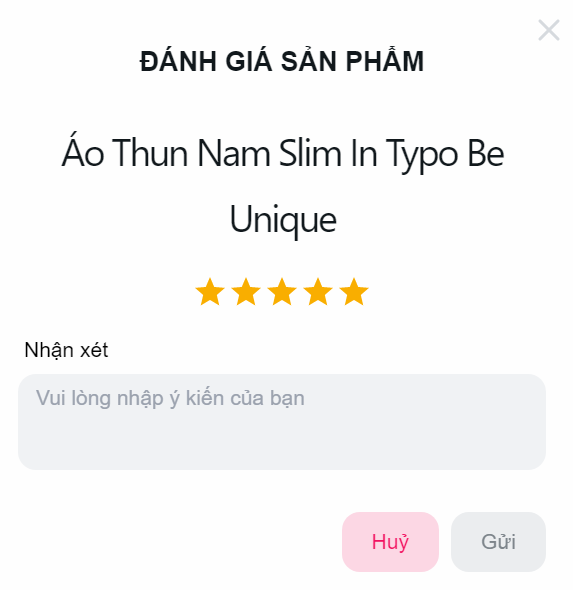 ĐÁNH GIÁ SẢN PHẨM
Áo Thun Nam Slim In Typo Be
Unique
Nhận xét
Vui lòng nhập ý kiến của bạn
Huỷ
Gửi